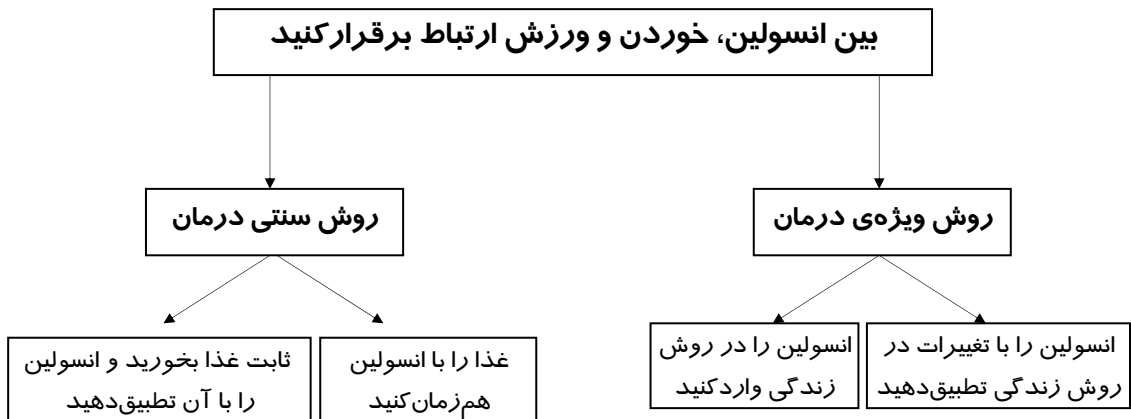 بین انسولین، خوردن و ورزش ارتباط برقرارکنید
روش ویژه‌ی درمان
روش سنتی درمان
انسولین را با تغییرات در
روش زندگی تطبیق‌دهید
انسولین را در روش
زندگی واردکنید
غذا را با انسولین
هم‌زمان‌کنید
ثابت غذا بخورید و انسولین
را با آن تطبیق‌دهید